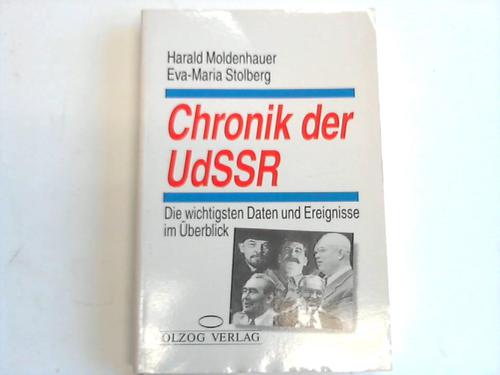 Harald Moldenhauer
Eva-Maria Stolberg
Chronik der
UdSSR
Die wichtigsten Daten und Ereignisse
im Überblick
OLZOG VERLAG